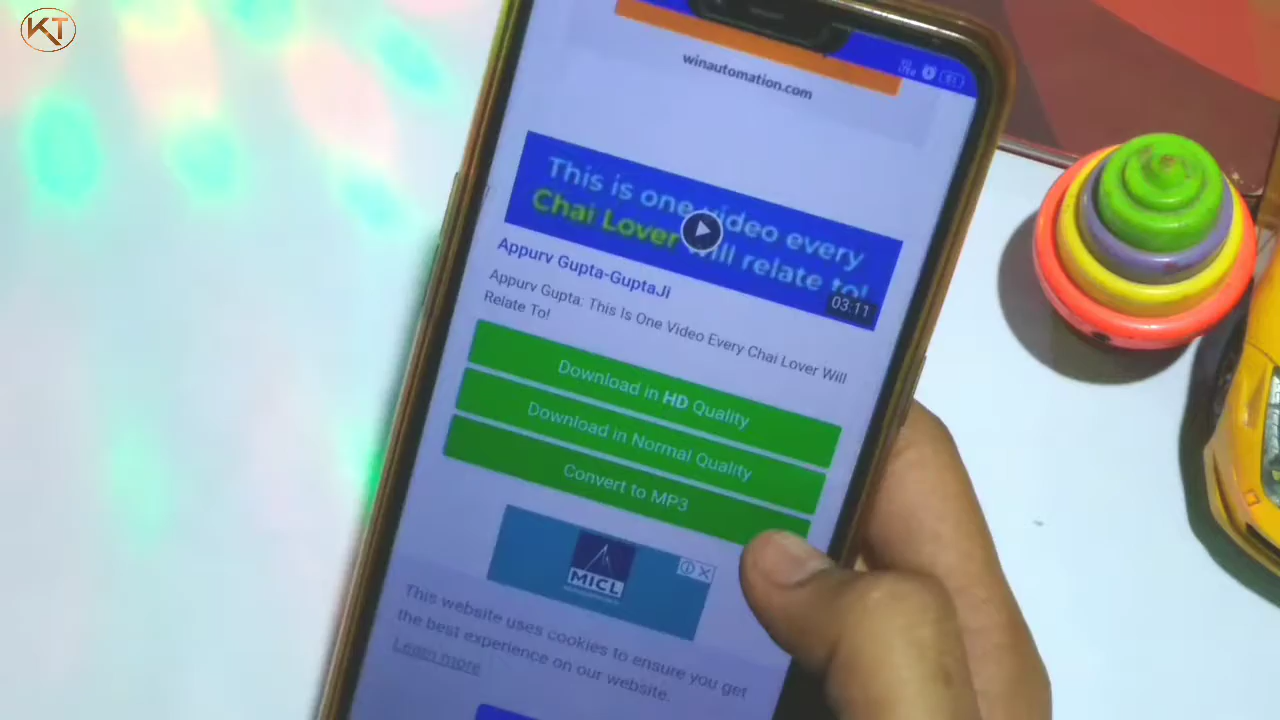 KT
winautomation.com
This is one video every
Chai Lover will relate to!
03:11
Appurv Gupta-GuptaJi
Appurv Gupta: This Is One Video Every Chai Lover Will
Relate To!
Download in HD Quality
Download in Normal Quality
Convert to MP3
MICL
This website uses cookies to ensure you get
the best experience on our website.
Learn more